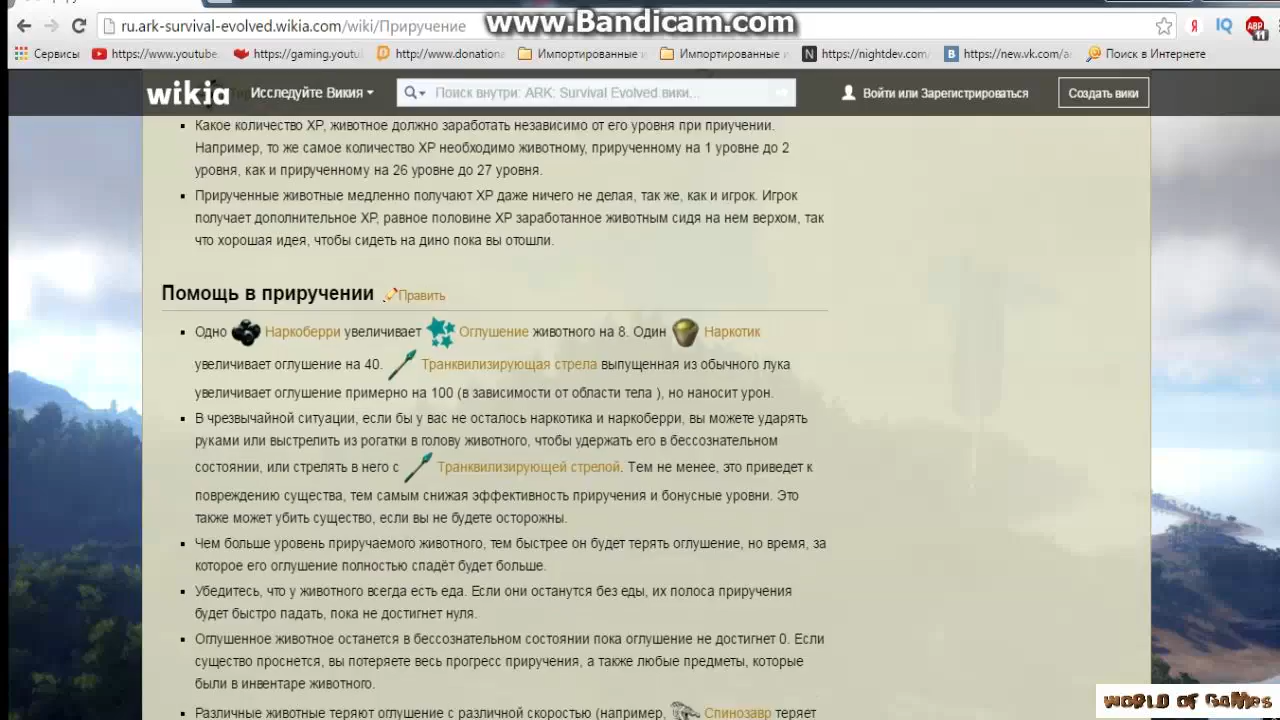 ru.ark-survival-evolved.wikia.com/wiki/Приручение
www.Bandicam.com
ABP
11
Сервисы
https://www.youtube.
https://gaming.youtu
http://www.donational
Импортированные
Импортированные
https://nightdev.com/
https://new.vk.com/a
Поиск в Интернете
wikia
Исследуйте Викия
Поиск внутри: ARK: Survival Evolved вики...
Войти или Зарегистрироваться
Создать вики
Какое количество XP, животное должно заработать независимо от его уровня при приучении.
Например, то же самое количество XP необходимо животному, прирученному на 1 уровне до 2
уровня, как и прирученному на 26 уровне до 27 уровня.
Прирученные животные медленно получают XP даже ничего не делая, так же, как и игрок. Игрок
получает дополнительное XP, равное половине XP заработанное животным сидя на нем верхом, так
что хорошая идея, чтобы сидеть на дино пока вы отошли.
Помощь в приручении Править
Одно Наркоберри увеличивает Оглушение животного на 8. Один Наркотик
увеличивает оглушение на 40. Транквилизирующая стрела выпущенная из обычного лука
увеличивает оглушение примерно на 100 (в зависимости от области тела ), но наносит урон.
В чрезвычайной ситуации, если бы у вас не осталось наркотика и наркоберри, вы можете ударять
руками или выстрелить из рогатки в голову животного, чтобы удержать его в бессознательном
состоянии, или стрелять в него с Транквилизирующей стрелой. Тем не менее, это приведет к
повреждению существа, тем самым снижая эффективность приручения и бонусные уровни. Это
также может убить существо, если вы не будете осторожны.
Чем больше уровень приручаемого животного, тем быстрее он будет терять оглушение, но время, за
которое его оглушение полностью спадёт будет больше.
Убедитесь, что у животного всегда есть еда. Если они останутся без еды, их полоса приручения
будет быстро падать, пока не достигнет нуля.
Оглушенное животное останется в бессознательном состоянии пока оглушение не достигнет 0. Если
существо проснется, вы потеряете весь прогресс приручения, а также любые предметы, которые
были в инвентаре животного.
Различные животные теряют оглушение с различной скоростью (например, Спинозавр теряет
WORLD OF GAMES